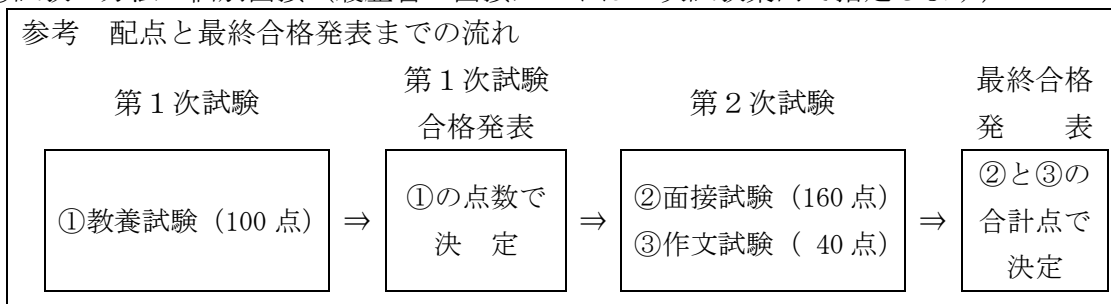 参考　配点と最終合格発表までの流れ
第１次試験
第１次試験
合格発表
第２次試験
最終合格
発　　表
①教養試験（100 点）
⇒
①の点数で
決　定
⇒
②面接試験（160 点）
③作文試験（ 40 点）
⇒
②と③の
合計点で
決定